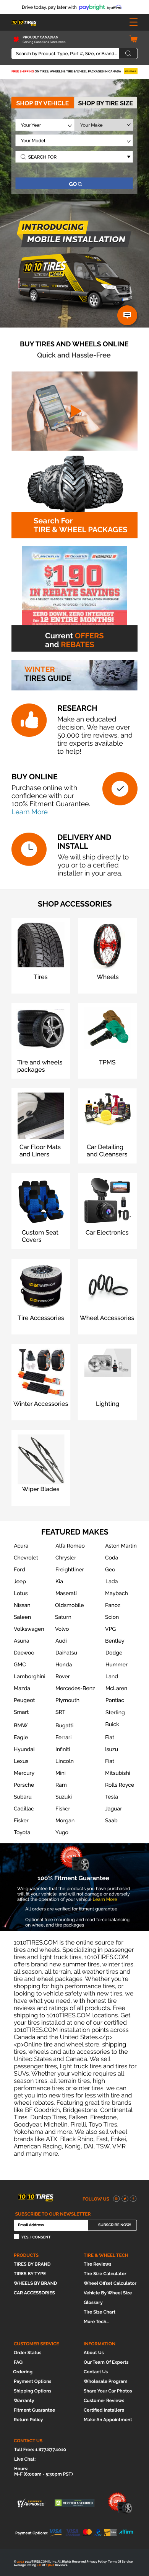 Drive today, pay later with paybright by affirm
1010TIRES
.COM
PROUDLY CANADIAN
Search by Product, Type, Part #, Size, or Brand...
FREE SHIPPING ON TIRES, WHEELS & TIRE & WHEEL PACKAGES IN CANADA
SHOP BY VEHICLE
SHOP BY TIRE SIZE
Your Year
Your Make
Your Model
SEARCH FOR
GO
INTRODUCING
MOBILE INSTALLATION
1010TIRES
MOBILE
BUY TIRES AND WHEELS ONLINE
Quick and Hassle-Free
Search For
TIRE & WHEEL PACKAGES
$190
IN REBATE SAVINGS
ZERO DOWN, ZERO INTEREST
for 12 ENTIRE MONTHS!
Current OFFERS
and REBATES
WINTER
TIRES GUIDE
RESEARCH
Make an educated
decision. We have over
50,000 tire reviews, and
tire experts available
to help!
BUY ONLINE
Purchase online with
confidence with our
100% Fitment Guarantee.
Learn More
DELIVERY AND
INSTALL
We will ship directly to
you or to a certified
installer in your area.
SHOP ACCESSORIES
Tires
Wheels
Tire and wheels
packages
TPMS
Car Floor Mats
and Liners
Car Detailing
and Cleansers
Custom Seat
Covers
Car Electronics
Tire Accessories
Wheel Accessories
Winter Accessories
Lighting
Wiper Blades
FEATURED MAKES
Acura Alfa Romeo Aston Martin
Chevrolet Chrysler Coda
Ford Freightliner Geo
Jeep Kia Lada
Lotus Maserati Maybach
Nissan Oldsmobile Panoz
Saleen Saturn Scion
Volkswagen Volvo VPG
Asuna Audi Bentley
Daewoo Daihatsu Dodge
GMC Honda Hummer
Lamborghini Rover Land
Mazda Mercedes-Benz McLaren
Peugeot Plymouth Pontiac
Smart SRT Sterling
BMW Bugatti Buick
Eagle Ferrari Fiat
Hyundai Infiniti Isuzu
Lexus Lincoln Fiat
Mercury Mini Mitsubishi
Porsche Ram Rolls Royce
Subaru Suzuki Tesla
Cadillac Fisker Jaguar
Fisker Morgan Saab
Toyota Yugo
100% Fitment Guarantee
We guarantee that the products you have purchased
will fit your vehicle, and will not damage or adversely
affect the operation of your vehicle Learn More
All orders are verified for fitment guarantee
Optional free mounting and road force balancing
on wheel and tire packages
1010TIRES.COM is the online source for
tires and wheels. Specializing in passenger
tires and light truck tires, 1010TIRES.COM
offers brand new summer tires, winter tires,
all season tires, all weather tires and tire
and wheel packages. Whether you're
shopping for high performance tires, or
looking for vehicle safety with new tires, we
have what you need, with honest tire
reviews and ratings of all products. Free
shipping to 1010TIRES.COM locations. Get
your tires installed at one of our certified
1010TIRES.COM installation locations across
Canada and the United States.</p>
<p>Online tire and wheel store, shipping
tires, wheels and auto accessories to the
United States and Canada. We sell
passenger tires, light truck tires and tires for
SUVs. Whether your vehicle requires all
season tires, all terrain tires, high
performance tires or winter tires, we can
get you into new tires for less with tire and
wheel rebates. Featuring great tire brands
like BF Goodrich, Bridgestone, Continental
Tires, Dunlop Tires, Falken, Firestone,
Goodyear, Michelin, Pirelli, Toyo Tires,
Yokohama and more. We also sell wheel
brands like ATX, Black Rhino, Fast, Enkei,
American Racing, Konig, DAI, TSW, VMR
and many more.
1010TIRES
.COM
FOLLOW US
SUBSCRIBE TO OUR NEWSLETTER
Email Address
SUBSCRIBE NOW!
YES, I CONSENT
PRODUCTS
TIRES BY BRAND
TIRES BY TYPE
WHEELS BY BRAND
CAR ACCESSORIES
TIRE & WHEEL TECH
Tire Reviews
Tire Size Calculator
Wheel Offset Calculator
Vehicle By Wheel Size
Glossary
Tire Size Chart
More Tech...
CUSTOMER SERVICE
Order Status
FAQ
Ordering
Payment Options
Shipping Options
Warranty
Fitment Guarantee
Return Policy
INFORMATION
About Us
Our Team Of Experts
Contact Us
Wholesale Program
Share Your Car Photos
Customer Reviews
Certified Installers
Make An Appointment
CONTACT US
Toll Free: 1.877.877.1010
Live Chat:
Hours:
M-F (6:00am - 5:30pm PST)
Payment Options: